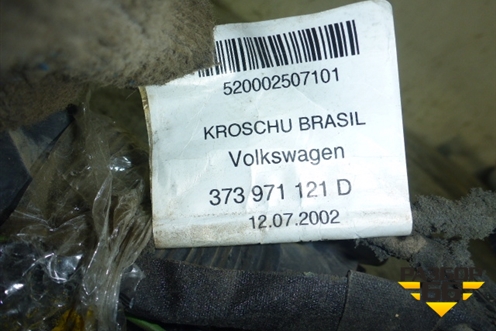 520002507101
KROSCHU BRASIL
Volkswagen
373 971 121 D
12.07.2002